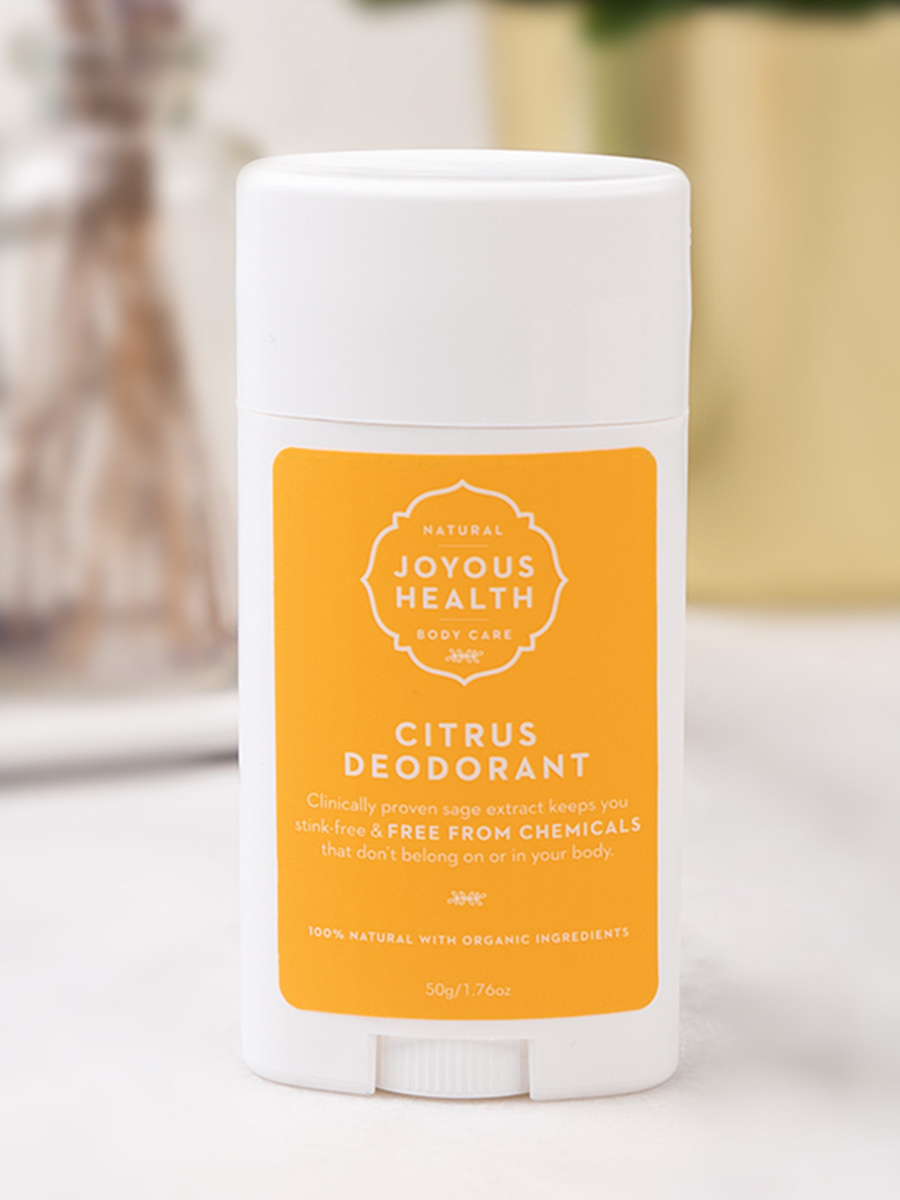 NATURAL
JOYOUS
HEALTH
BODY CARE
CITRUS
DEODORANT
Clinically proven sage extract keeps you
stink-free & FREE FROM CHEMICALS
that don't belong on or in your body.
100% NATURAL WITH ORGANIC INGREDIENTS
50g/1.76oz